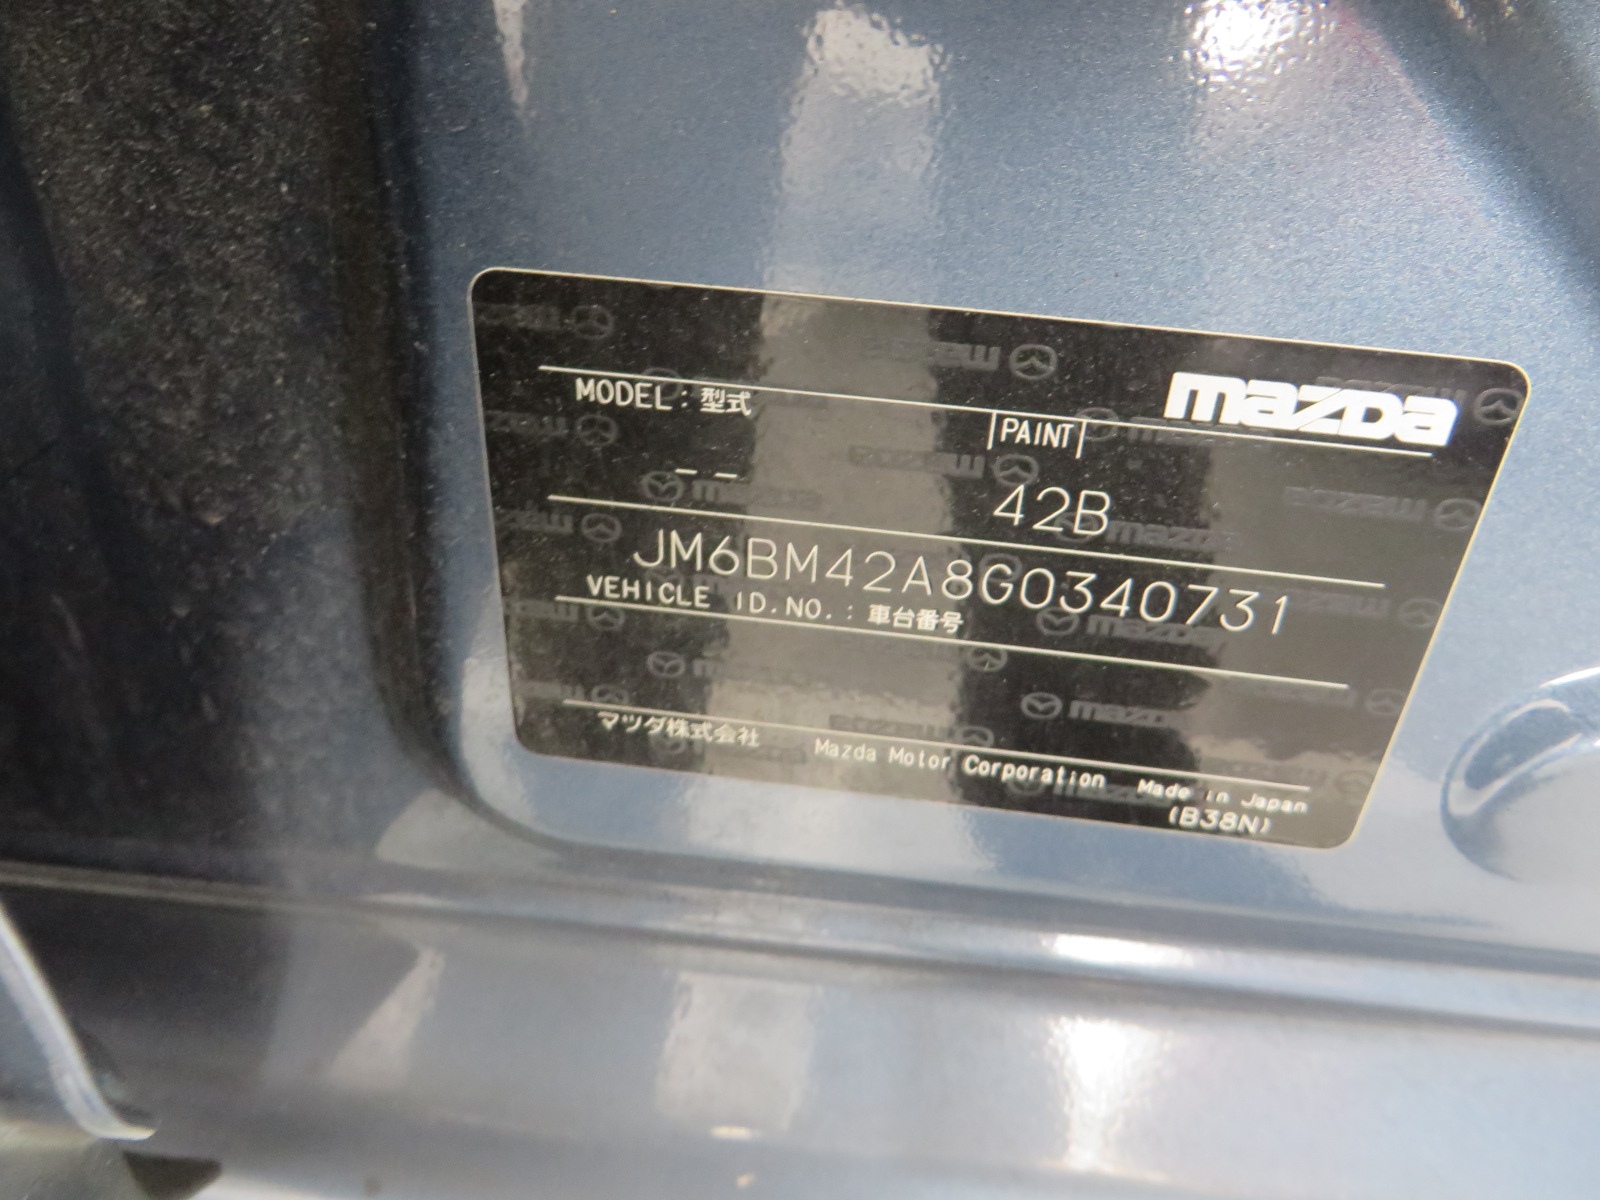 mazda
MODEL: 型式
PAINT
-- 42B
JM6BM42A8G0340731
VEHICLE ID.NO.: 車台番号
マツダ株式会社 Mazda Motor Corporation Made in Japan
(B38N)